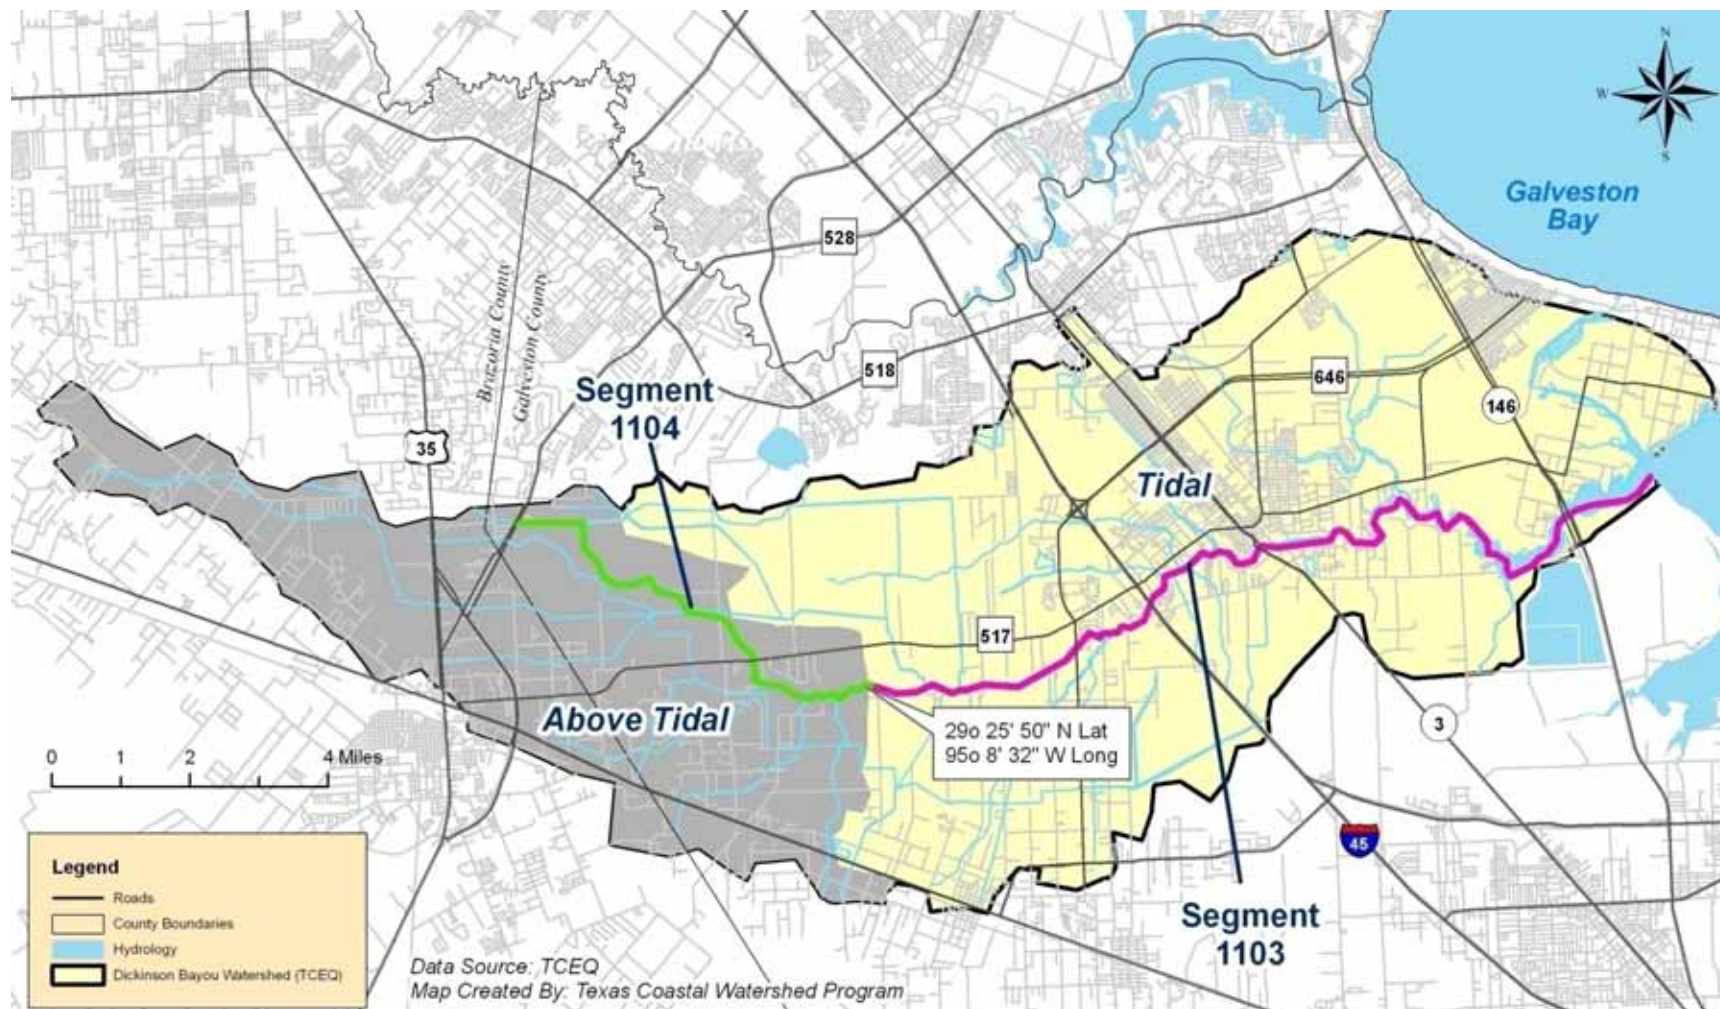 N
W
S
Galveston
Bay
528
Brazoria County
Galveston County
518
646
Segment
1104
146
35
Tidal
517
Above Tidal
29o 25' 50" N Lat
95o 8' 32" W Long
3
0 1 2 4 Miles
45
Legend
Roads
County Boundaries
Hydrology
Dickinson Bayou Watershed (TCEQ)
Segment
1103
Data Source: TCEQ
Map Created By: Texas Coastal Watershed Program